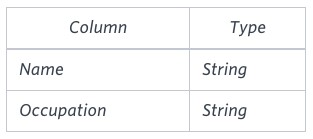 Column Type
Name String
Occupation String